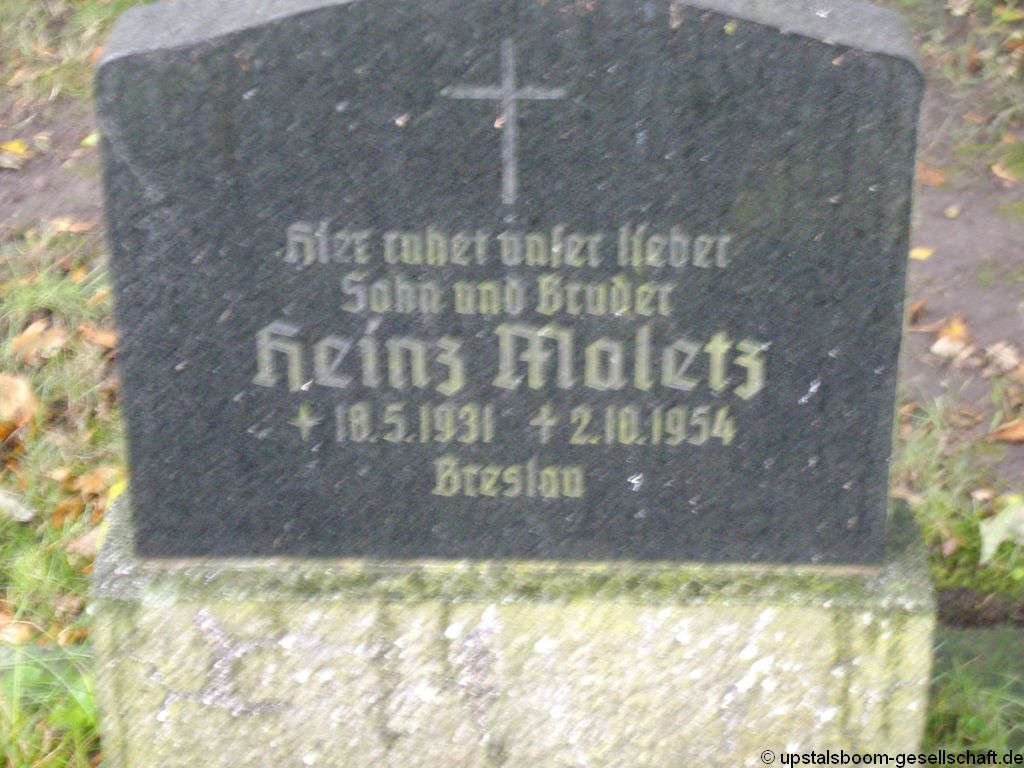 Hier ruhet unser lieber
Sohn und Bruder
Heinz Maletz
* 18.5.1931 + 2.10.1954
Breslau
© upstalsboom-gesellschaft.de